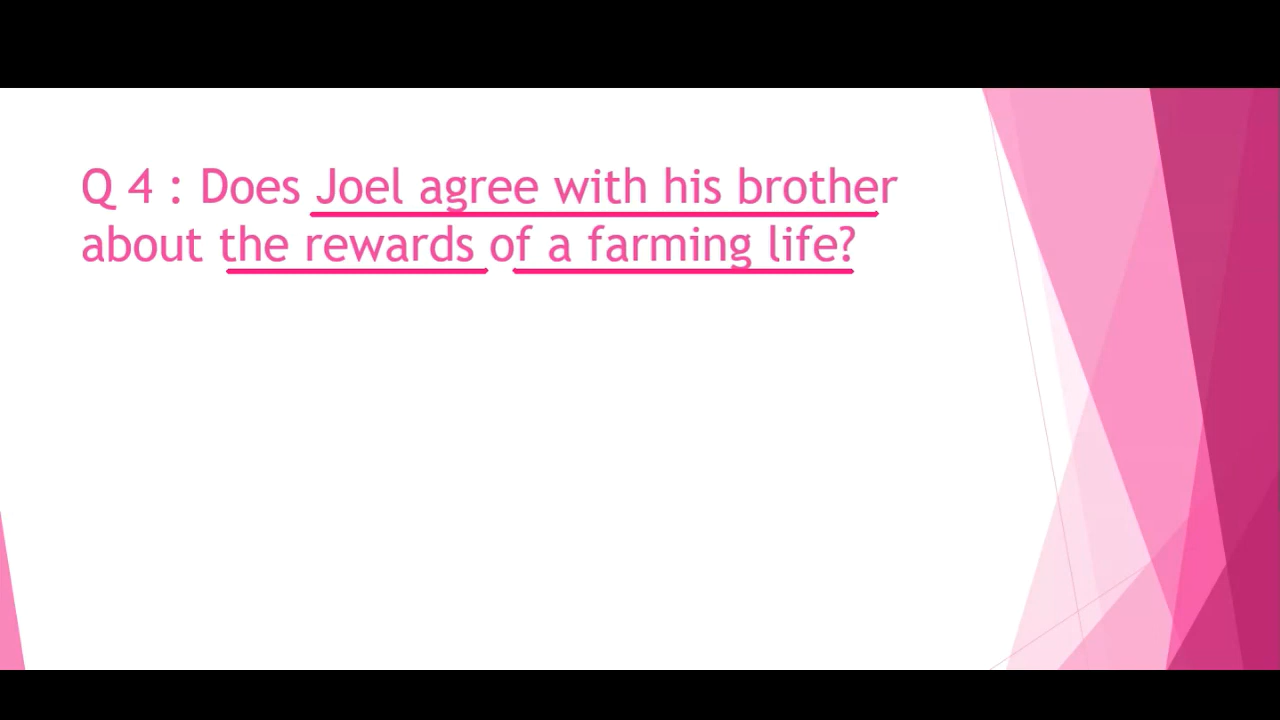 Q 4 : Does Joel agree with his brother
about the rewards of a farming life?